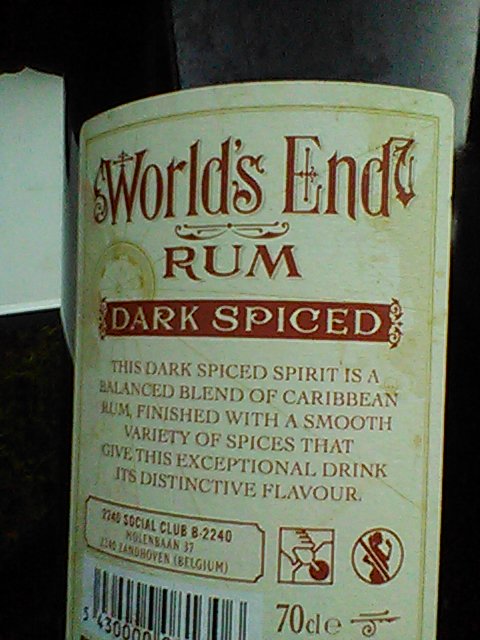 World's End
RUM
DARK SPICED
THIS DARK SPICED SPIRIT IS A
BALANCED BLEND OF CARIBBEAN
RUM, FINISHED WITH A SMOOTH
VARIETY OF SPICES THAT
GIVE THIS EXCEPTIONAL DRINK
ITS DISTINCTIVE FLAVOUR.
2240 SOCIAL CLUB B-2240
MOLENBAAN 37
2240 ZANDHOVEN (BELGIUM)
70cl e
5 430000